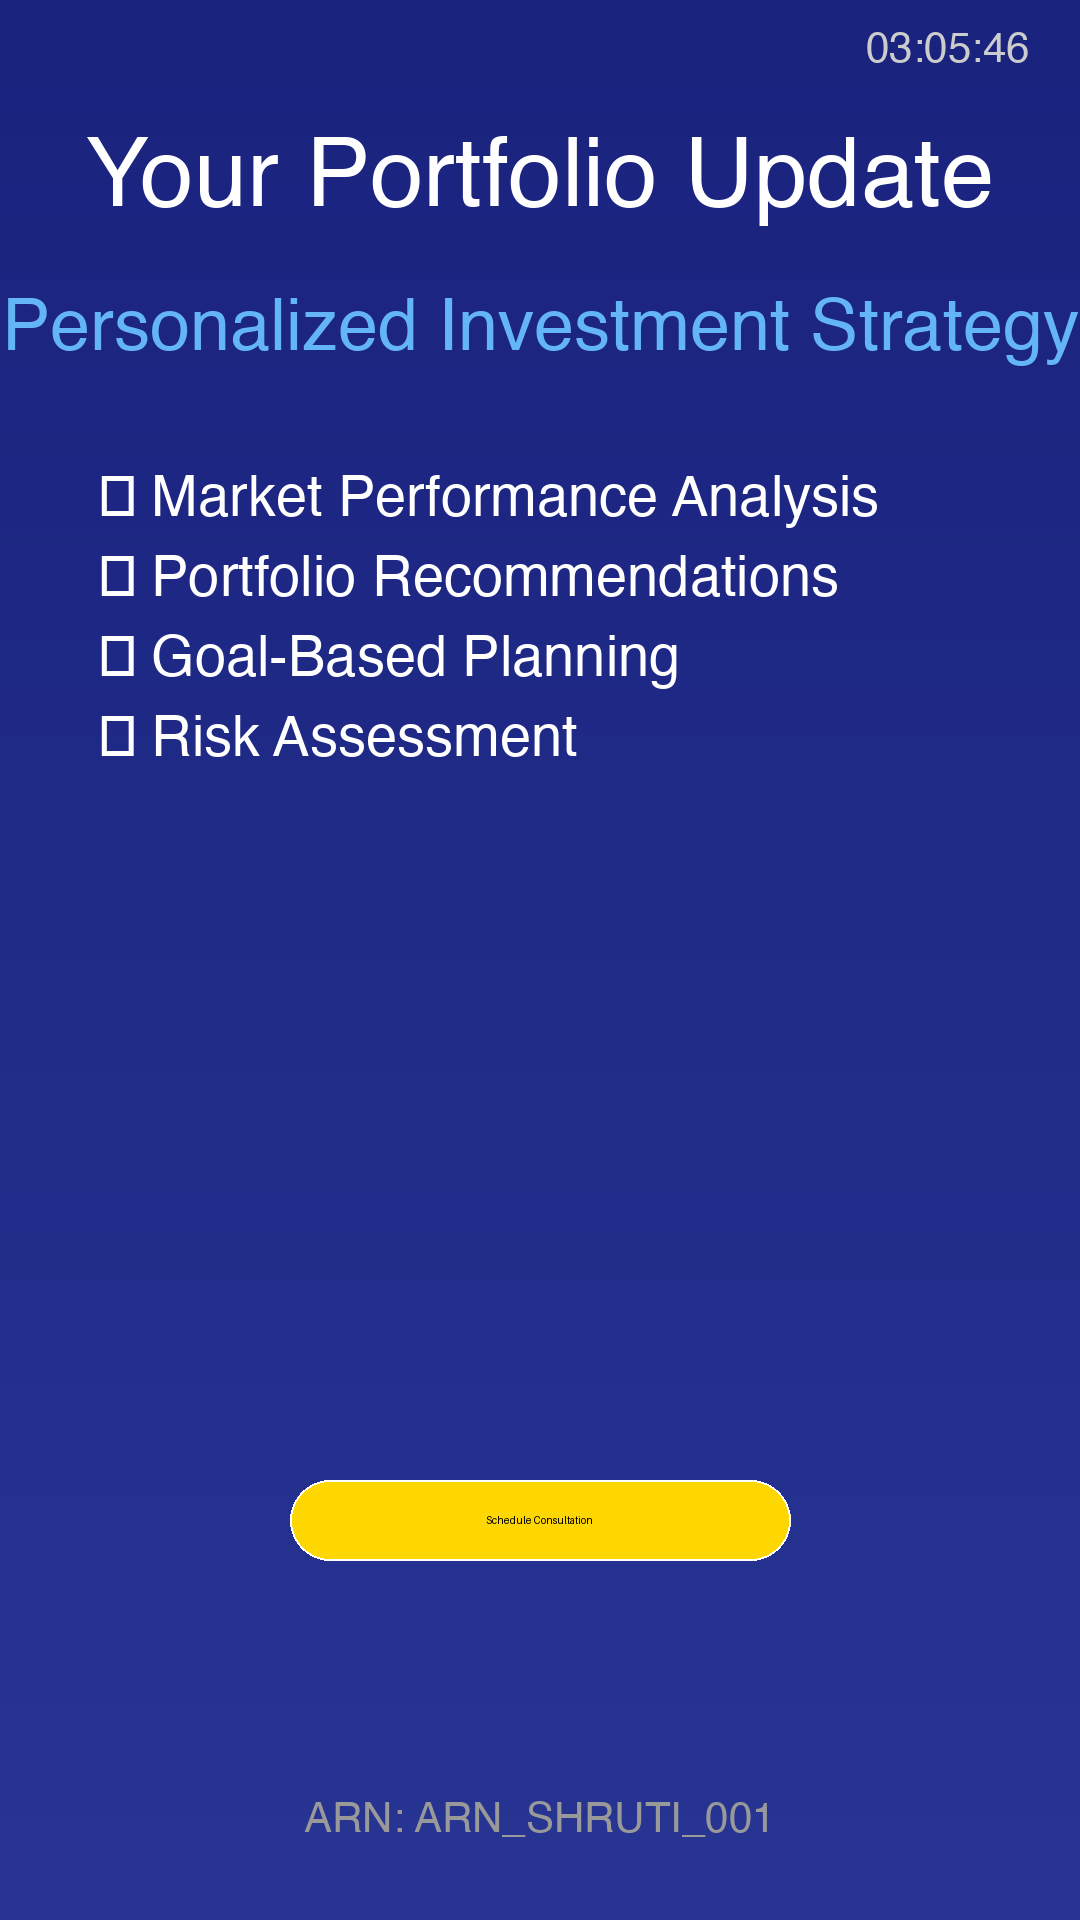 03:05:46
Your Portfolio Update
Personalized Investment Strategy
□ Market Performance Analysis
□ Portfolio Recommendations
□ Goal-Based Planning
□ Risk Assessment
Schedule Consultation
ARN: ARN_SHRUTI_001